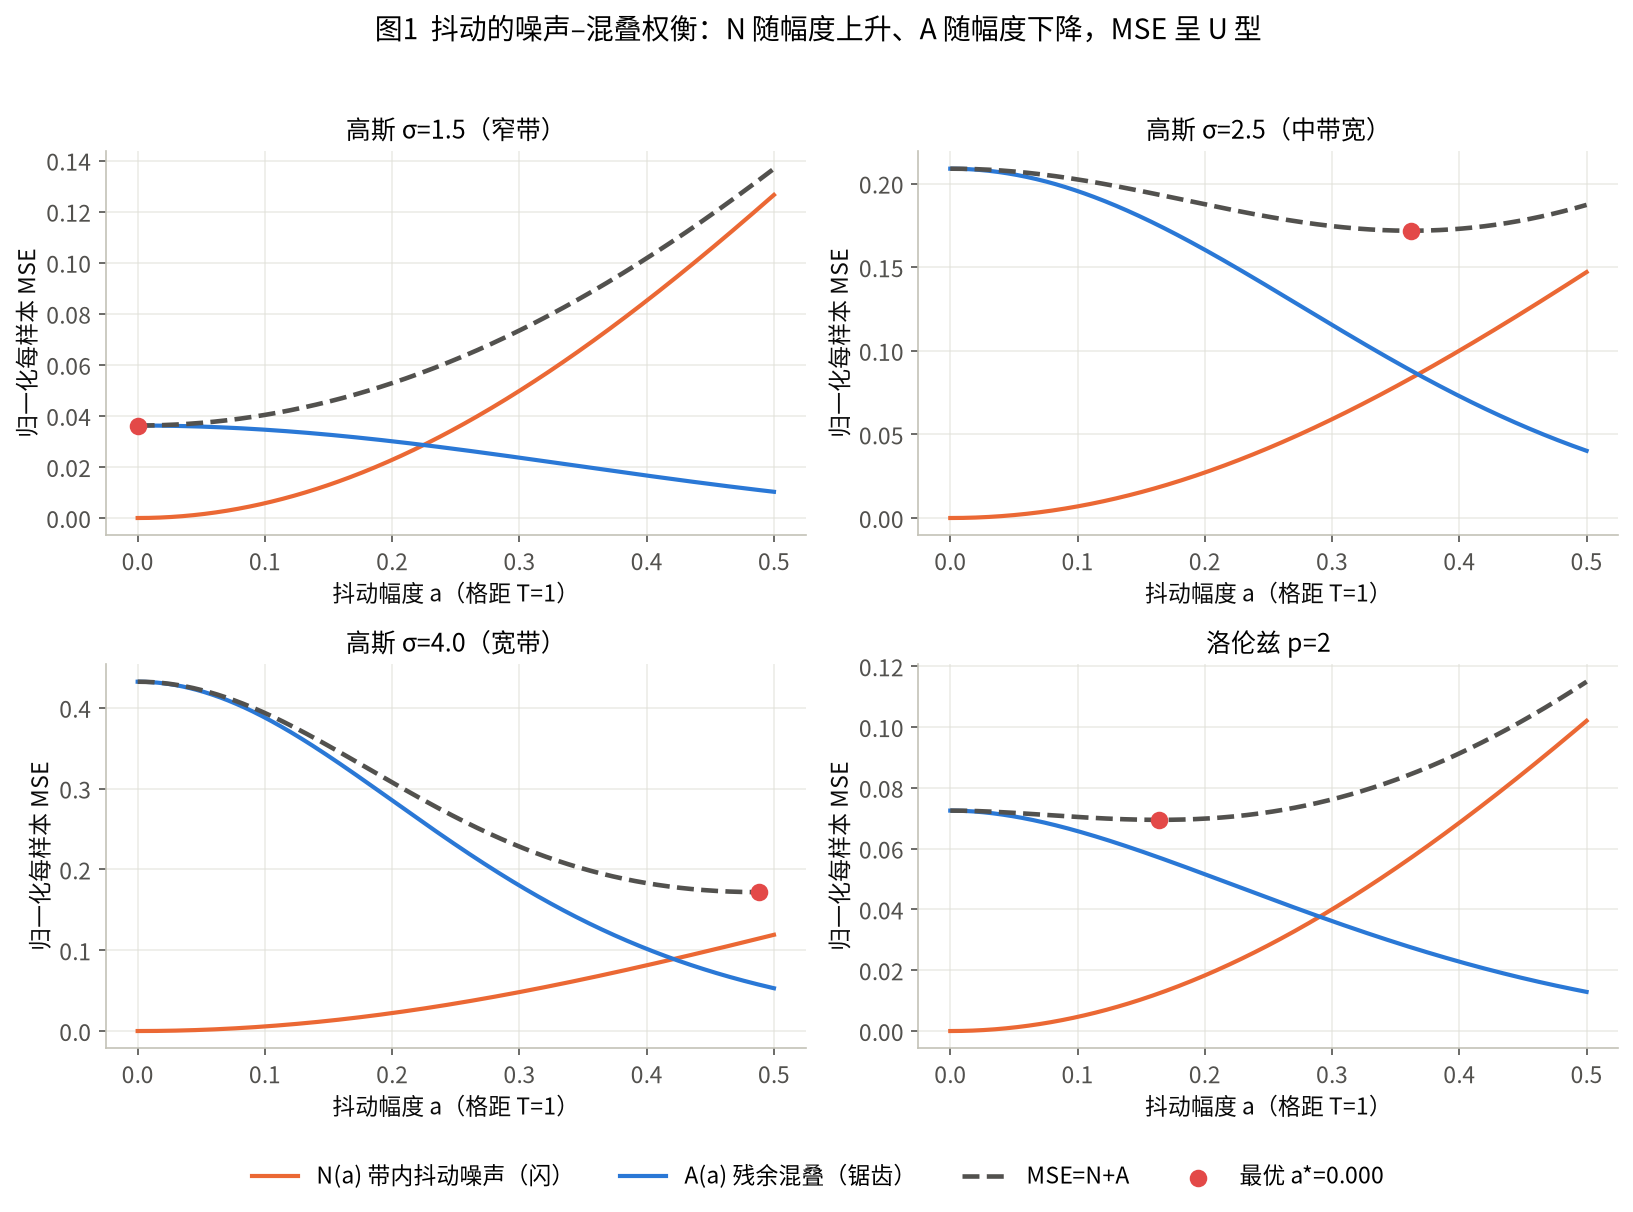 图1 抖动的噪声–混叠权衡：N 随幅度上升、A 随幅度下降，MSE 呈 U 型
高斯 σ=1.5（窄带）
归一化每样本 MSE
0.14
0.12
0.10
0.08
0.06
0.04
0.02
0.00
0.0 0.1 0.2 0.3 0.4 0.5
抖动幅度 a（格距 T=1）
高斯 σ=2.5（中带宽）
归一化每样本 MSE
0.20
0.15
0.10
0.05
0.00
0.0 0.1 0.2 0.3 0.4 0.5
抖动幅度 a（格距 T=1）
高斯 σ=4.0（宽带）
归一化每样本 MSE
0.4
0.3
0.2
0.1
0.0
0.0 0.1 0.2 0.3 0.4 0.5
抖动幅度 a（格距 T=1）
洛伦兹 p=2
归一化每样本 MSE
0.12
0.10
0.08
0.06
0.04
0.02
0.00
0.0 0.1 0.2 0.3 0.4 0.5
抖动幅度 a（格距 T=1）
N(a) 带内抖动噪声（闪） A(a) 残余混叠（锯齿） MSE=N+A 最优 a*=0.000